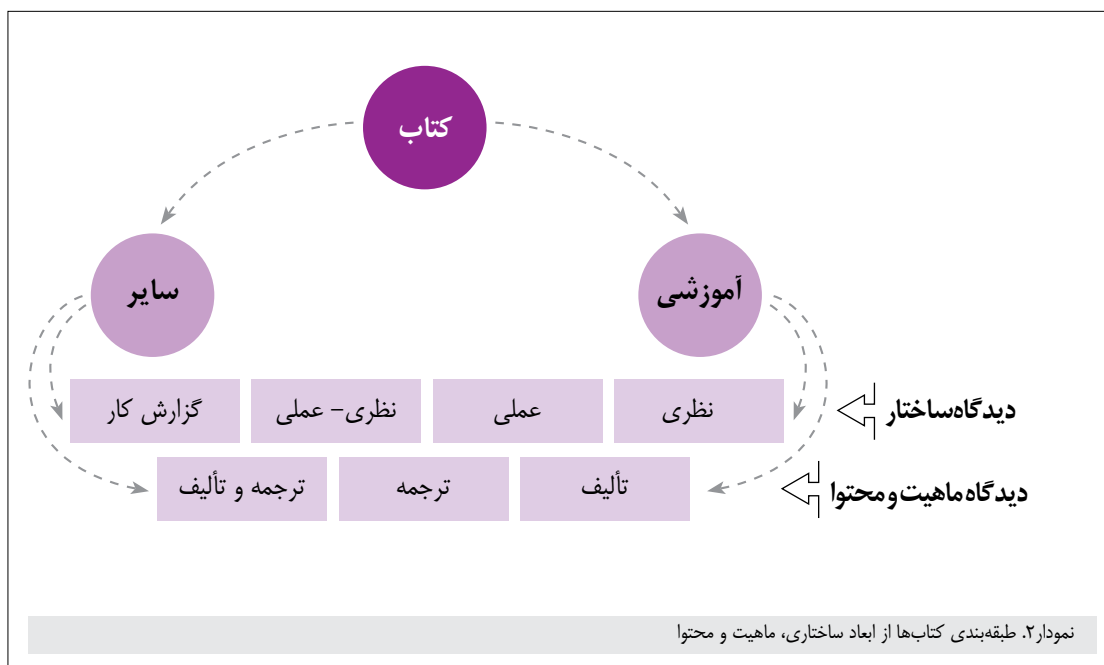 کتاب
آموزشی
سایر
دیدگاه ساختار
نظری
عملی
نظری- عملی
گزارش کار
دیدگاه ماهیت و محتوا
تألیف
ترجمه
ترجمه و تألیف
نمودار۲. طبقه‌بندی کتاب‌ها از ابعاد ساختاری، ماهیت و محتوا